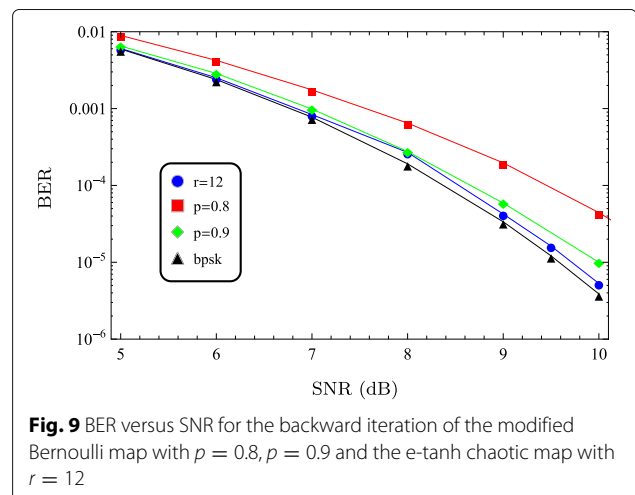 0.01
0.001
10⁻⁴
10⁻⁵
10⁻⁶
BER
r=12
p=0.8
p=0.9
bpsk
5 6 7 8 9 10
SNR (dB)
Fig. 9 BER versus SNR for the backward iteration of the modified
Bernoulli map with p = 0.8, p = 0.9 and the e-tanh chaotic map with
r = 12